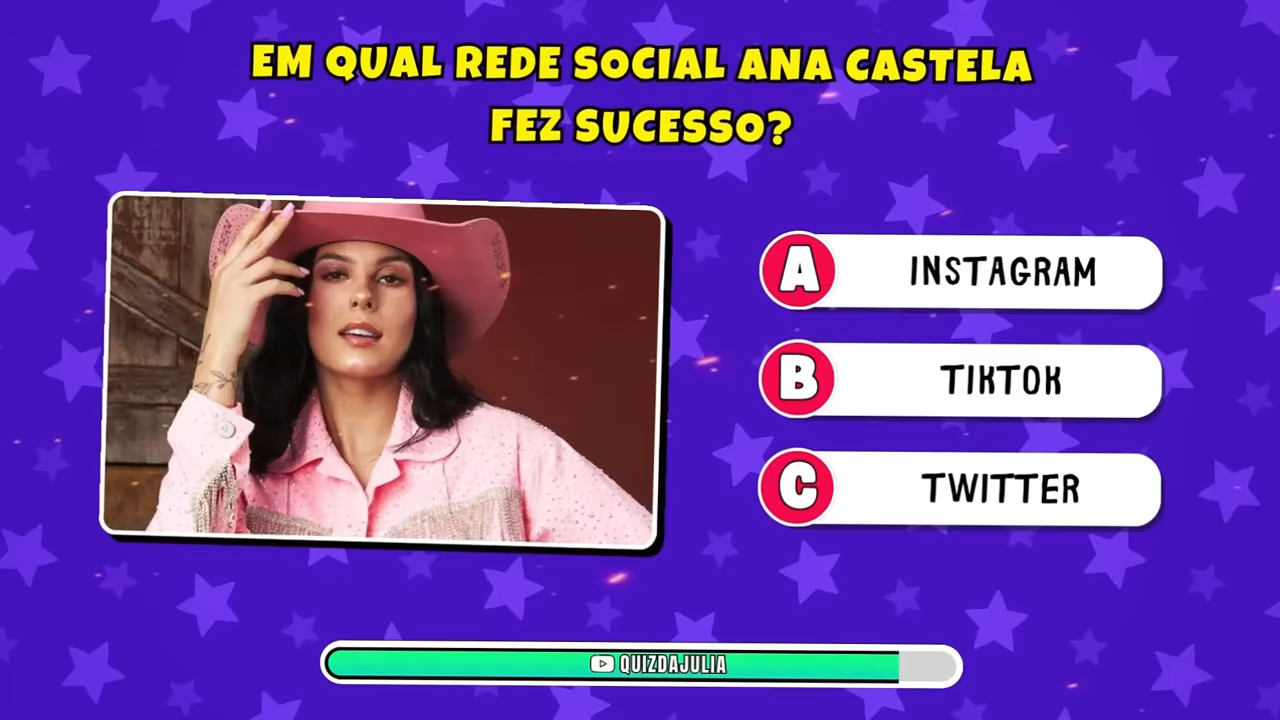 EM QUAL REDE SOCIAL ANA CASTELA
FEZ SUCESSO?
A INSTAGRAM
B TIKTOK
C TWITTER
QUIZDAJULIA